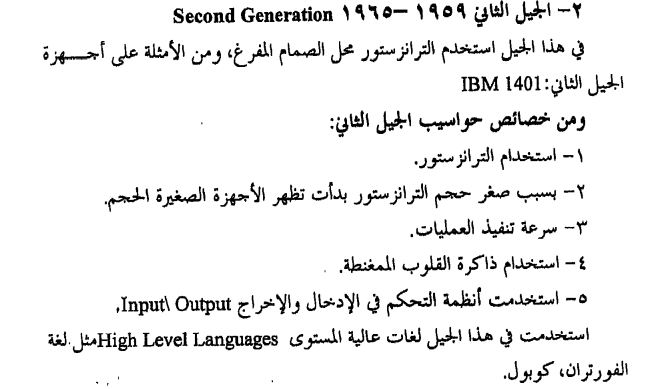 ٢- الجيل الثاني ١٩٥٩ –١٩٦٥ Second Generation
في هذا الجيل استخدم الترانزستور محل الصمام المفرغ، ومن الأمثلة على أجـــهزة
الجيل الثاني:IBM 1401
ومن خصائص حواسيب الجيل الثاني:
١- استخدام الترانزستور.
٢- بسبب صغر حجم الترانزستور بدأت تظهر الأجهزة الصغيرة الحجم.
٣- سرعة تنفيذ العمليات.
٤- استخدام ذاكرة القلوب الممغنطة.
٥- استخدمت أنظمة التحكم في الإدخال والإخراج Input\ Output,
استخدمت في هذا الجيل لغات عالية المستوى High Level Languagesمثل لغة
الفورتران، كوبول.